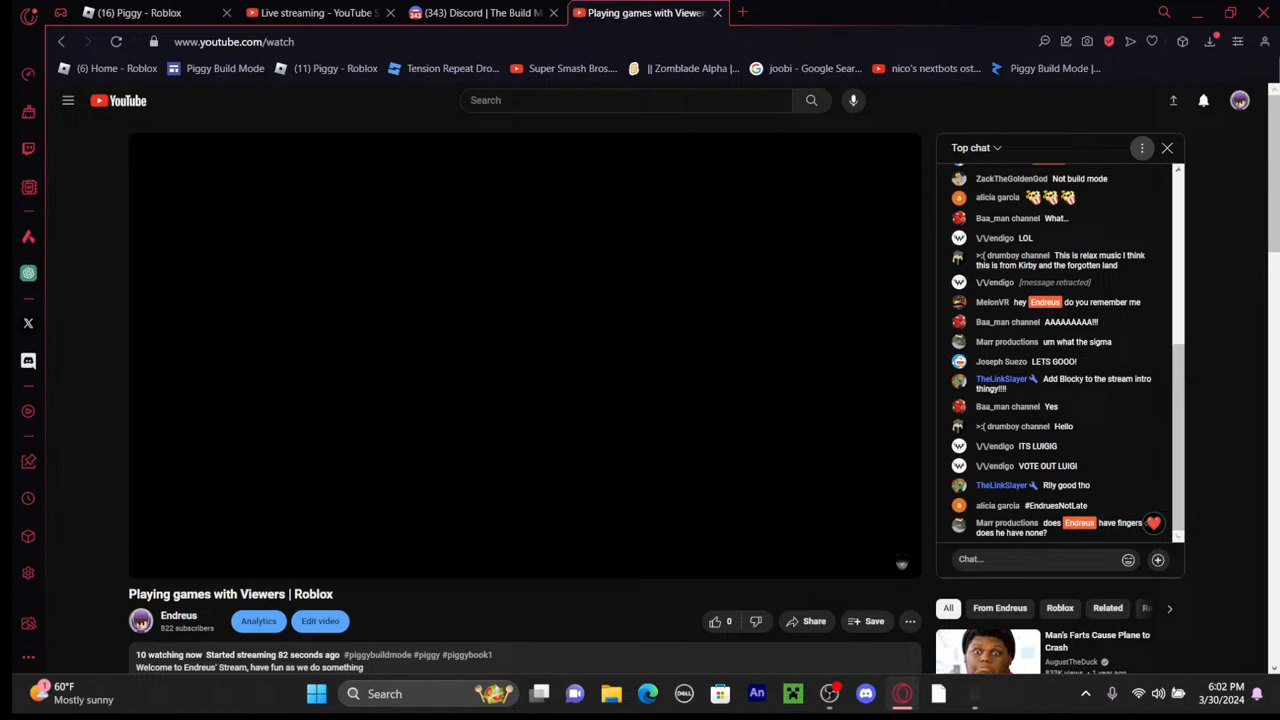 (16) Piggy - Roblox
Live streaming - YouTube S
343
(343) Discord | The Build M
Playing games with Viewers
www.youtube.com/watch
(6) Home - Roblox
Piggy Build Mode
(11) Piggy - Roblox
Tension Repeat Dro...
Super Smash Bros....
|| Zomblade Alpha |...
joobi - Google Sear...
nico's nextbots ost...
Piggy Build Mode |...
YouTube
Search
Top chat
ZackTheGoldenGod Not build mode
alicia garcia
Baa_man channel What...
\/\/endigo LOL
>:( drumboy channel This is relax music I think
this is from Kirby and the forgotten land
\/\/endigo [message retracted]
MelonVR hey Endreus do you remember me
Baa_man channel AAAAAAAAA!!!
Marr productions um what the sigma
Joseph Suezo LETS GOOO!
TheLinkSlayer Add Blocky to the stream intro
thingy!!!!
Baa_man channel Yes
>:( drumboy channel Hello
\/\/endigo ITS LUIGIG
\/\/endigo VOTE OUT LUIGI
TheLinkSlayer Rlly good tho
alicia garcia #EndruesNotLate
Marr productions does Endreus have fingers
does he have none?
Chat...
Playing games with Viewers | Roblox
Endreus
822 subscribers
Analytics
Edit video
0
Share
Save
All
From Endreus
Roblox
Related
Re
10 watching now Started streaming 82 seconds ago #piggybuildmode #piggy #piggybook1
Welcome to Endreus' Stream, have fun as we do something
Man's Farts Cause Plane to
Crash
AugustTheDuck
1
60°F
Mostly sunny
Search
DELL
An
6:02 PM
3/30/2024